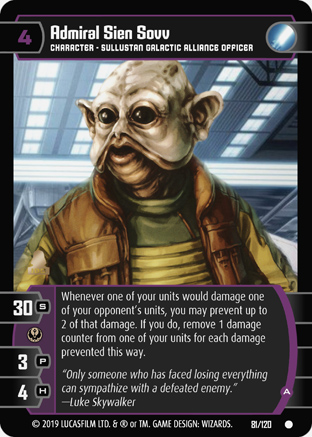 4
Admiral Sien Sovv
CHARACTER - SULLUSTAN GALACTIC ALLIANCE OFFICER
30 S
3 P
4 H
Whenever one of your units would damage one
of your opponent's units, you may prevent up to
2 of that damage. If you do, remove 1 damage
counter from one of your units for each damage
prevented this way.
"Only someone who has faced losing everything
can sympathize with a defeated enemy."
—Luke Skywalker
A
© 2019 LUCASFILM LTD. & ® or TM. GAME DESIGN: WIZARDS.
81/120